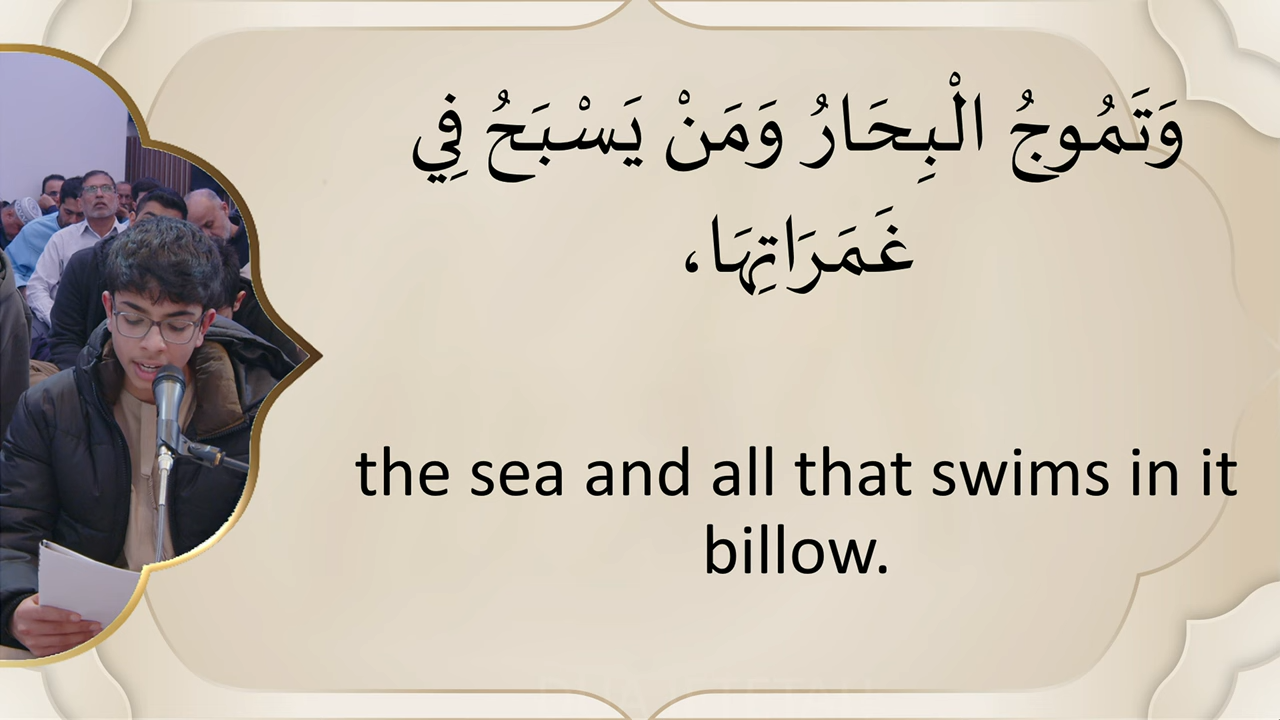 وَتَمُوجُ الْبِحَارُ وَمَنْ يَسْبَحُ فِي
غَمَرَاتِهَا،
the sea and all that swims in it
billow.